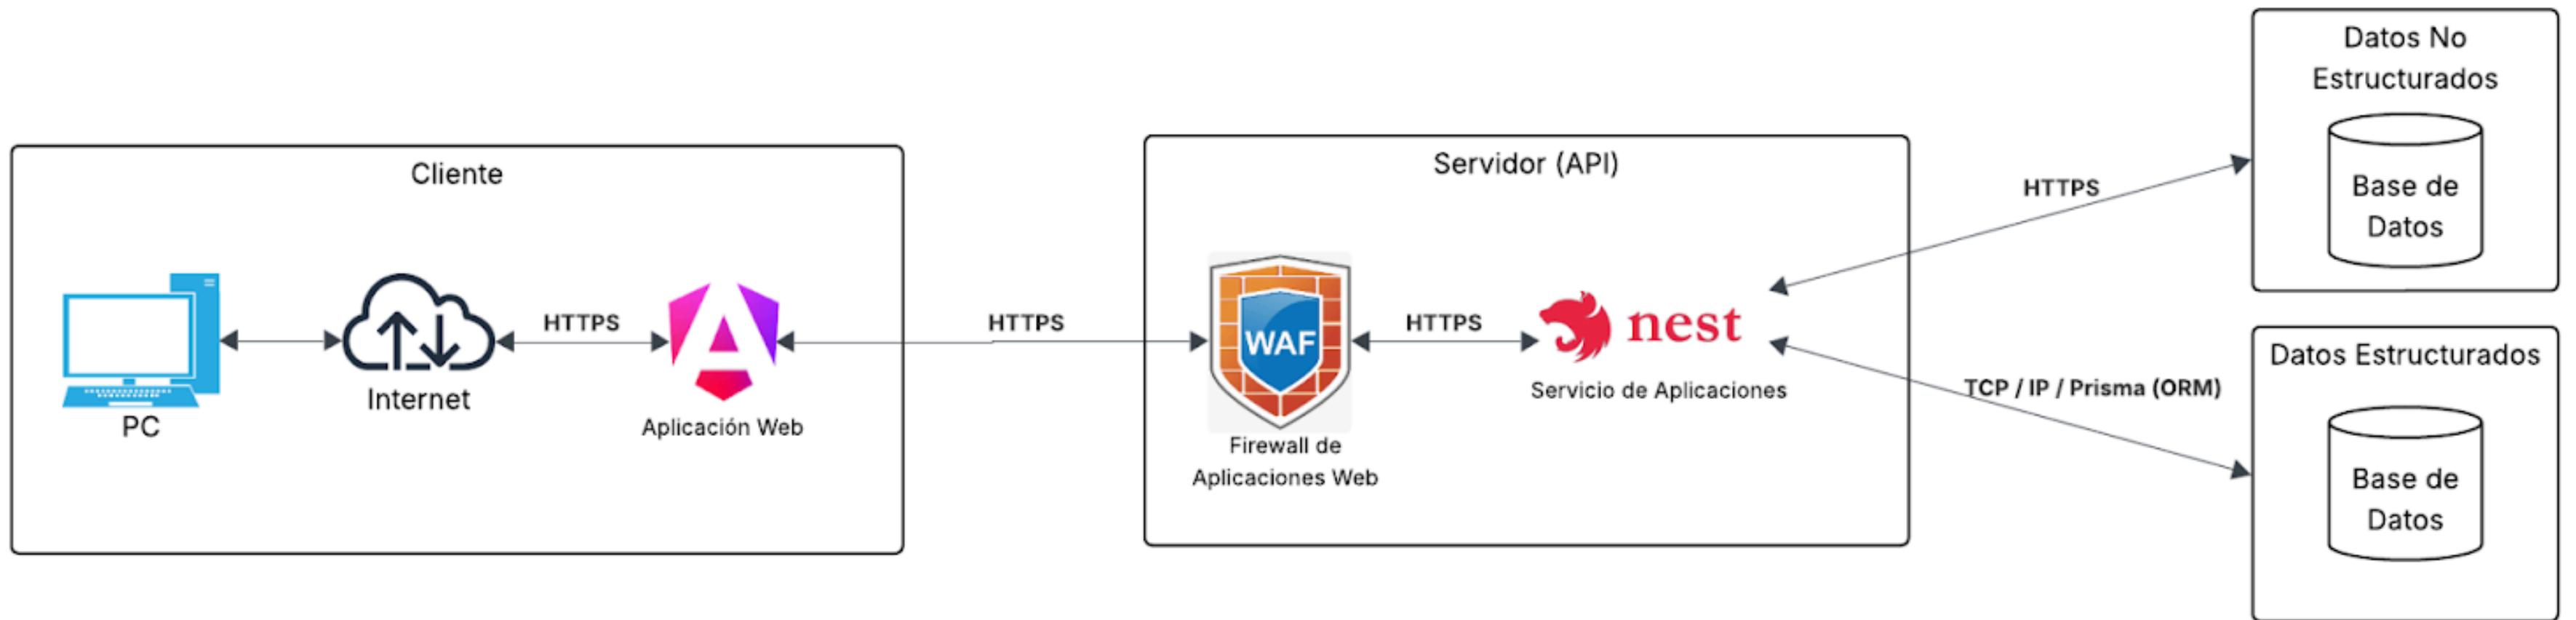 Cliente
PC
Internet
HTTPS
Aplicación Web
HTTPS
Servidor (API)
WAF
Firewall de
Aplicaciones Web
HTTPS
nest
Servicio de Aplicaciones
HTTPS
TCP / IP / Prisma (ORM)
Datos No
Estructurados
Base de
Datos
Datos Estructurados
Base de
Datos